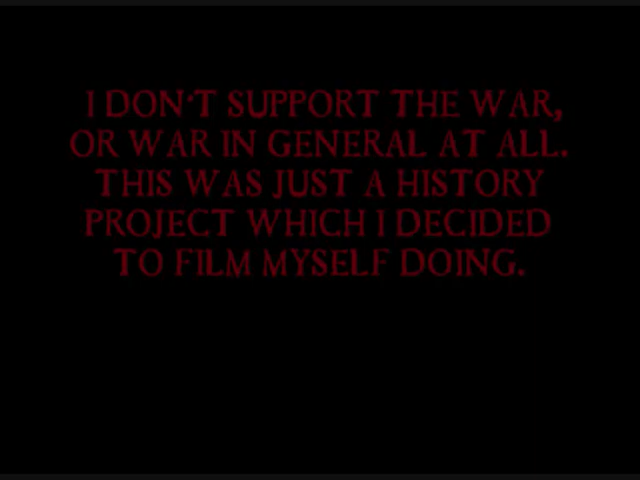 I DON'T SUPPORT THE WAR,
OR WAR IN GENERAL AT ALL.
THIS WAS JUST A HISTORY
PROJECT WHICH I DECIDED
TO FILM MYSELF DOING.